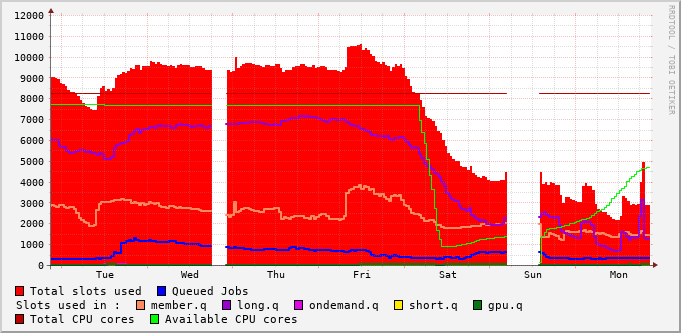 12000
11000
10000
9000
8000
7000
6000
5000
4000
3000
2000
1000
0
Tue Wed Thu Fri Sat Sun Mon
RRDTOOL / TOBI OETIKER
Total slots used Queued Jobs
Slots used in : member.q long.q ondemand.q short.q gpu.q
Total CPU cores Available CPU cores